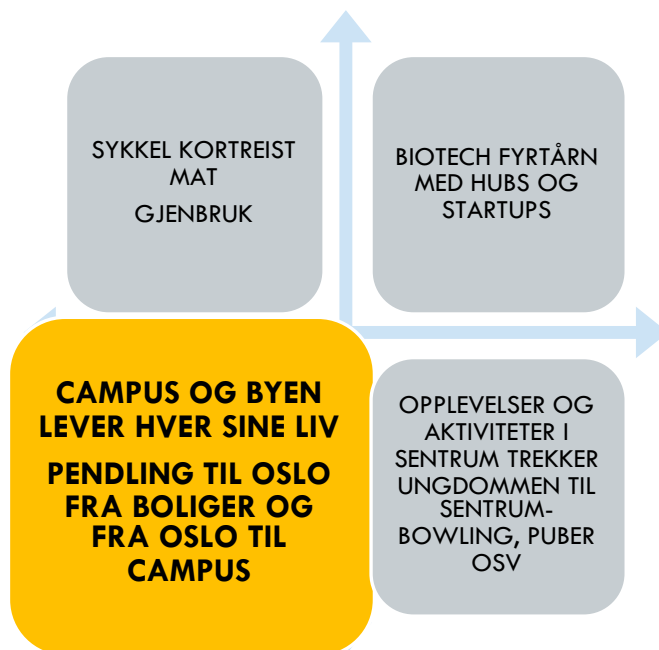 SYKKEL KORTREIST
MAT
GJENBRUK
BIOTECH FYRTÅRN
MED HUBS OG
STARTUPS
CAMPUS OG BYEN
LEVER HVER SINE LIV
PENDLING TIL OSLO
FRA BOLIGER OG
FRA OSLO TIL
CAMPUS
OPPLEVELSER OG
AKTIVITETER I
SENTRUM TREKKER
UNGDOMMEN TIL
SENTRUM-
BOWLING, PUBER
OSV